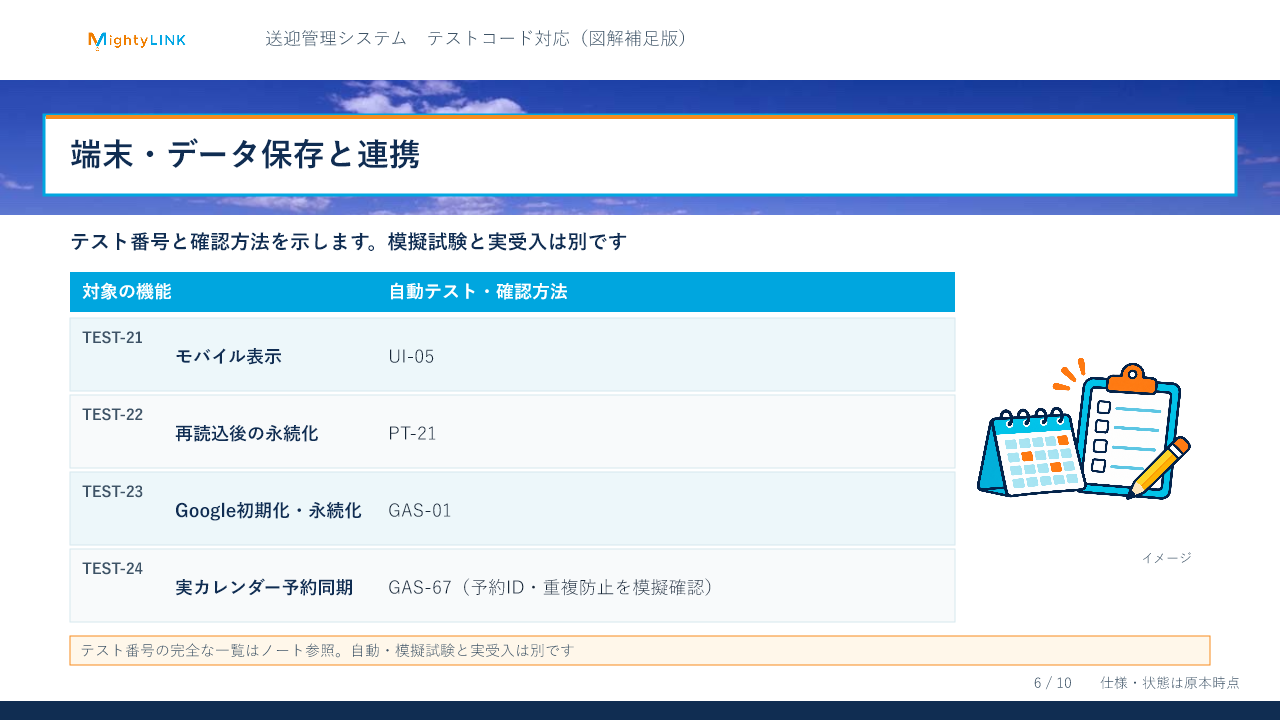 MightyLINK
送迎管理システム　テストコード対応（図解補足版）
端末・データ保存と連携
テスト番号と確認方法を示します。模擬試験と実受入は別です
対象の機能　自動テスト・確認方法
TEST-21
モバイル表示　UI-05
TEST-22
再読込後の永続化　PT-21
TEST-23
Google初期化・永続化　GAS-01
TEST-24
実カレンダー予約同期　GAS-67（予約ID・重複防止を模擬確認）
イメージ
テスト番号の完全な一覧はノート参照。自動・模擬試験と実受入は別です
6 / 10　仕様・状態は原本時点